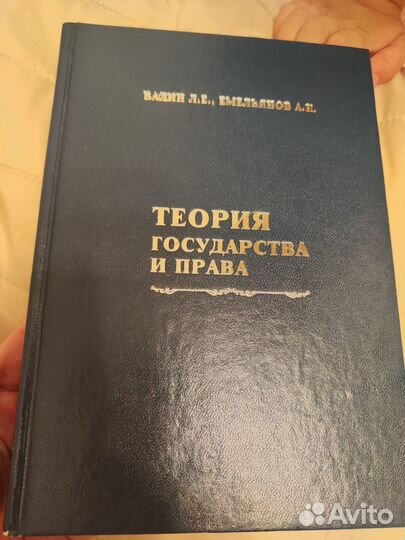 ВАЛИН Л.Е., ЕМЕЛЬЯНОВ А.Н.
ТЕОРИЯ
ГОСУДАРСТВА
И ПРАВА
Avito